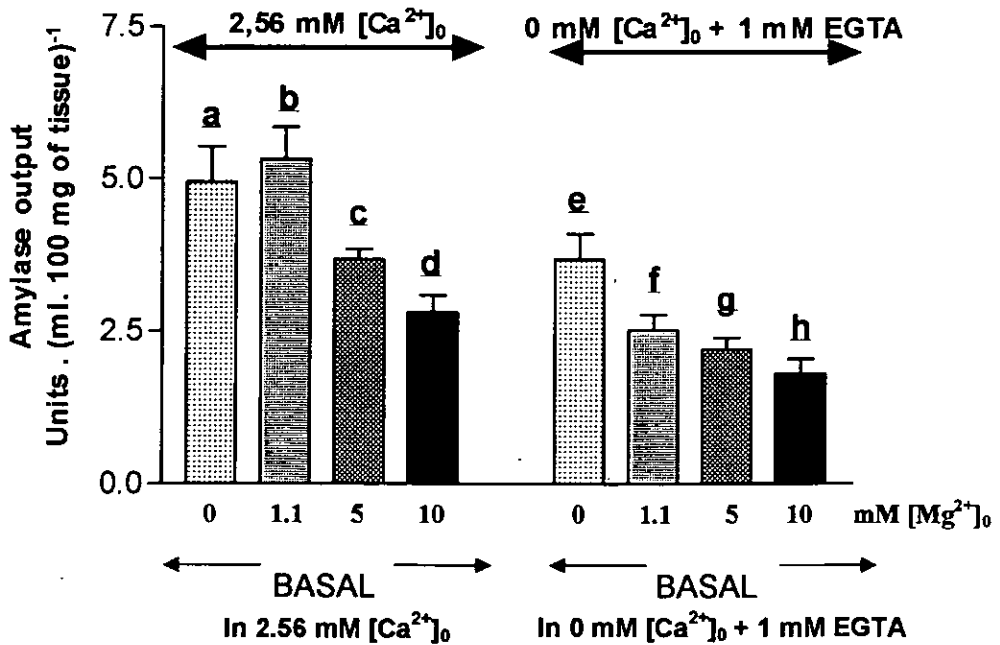 7.5
5.0
2.5
0.0
Amylase output
Units . (ml. 100 mg of tissue)⁻¹
2,56 mM [Ca²⁺]₀
0 mM [Ca²⁺]₀ + 1 mM EGTA
a
b
c
d
e
f
g
h
0 1.1 5 10 0 1.1 5 10 mM [Mg²⁺]₀
BASAL BASAL
In 2.56 mM [Ca²⁺]₀ In 0 mM [Ca²⁺]₀ + 1 mM EGTA